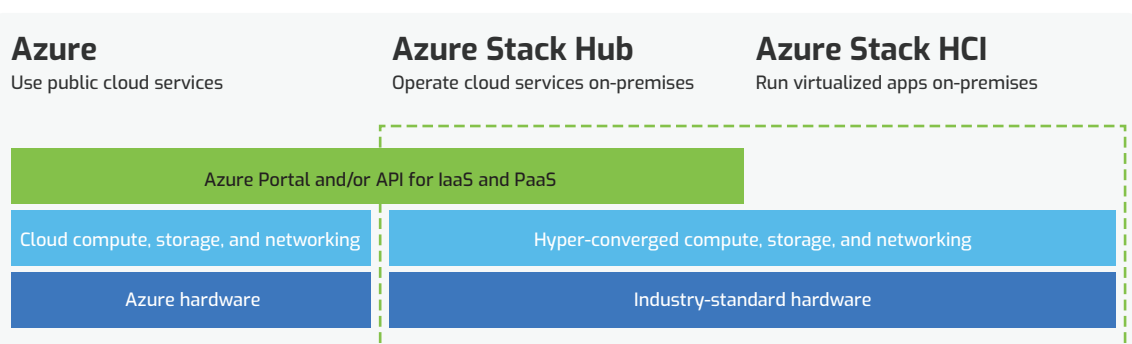 Azure
Use public cloud services
Azure Stack Hub
Operate cloud services on-premises
Azure Stack HCI
Run virtualized apps on-premises
Azure Portal and/or API for IaaS and PaaS
Cloud compute, storage, and networking
Hyper-converged compute, storage, and networking
Azure hardware
Industry-standard hardware